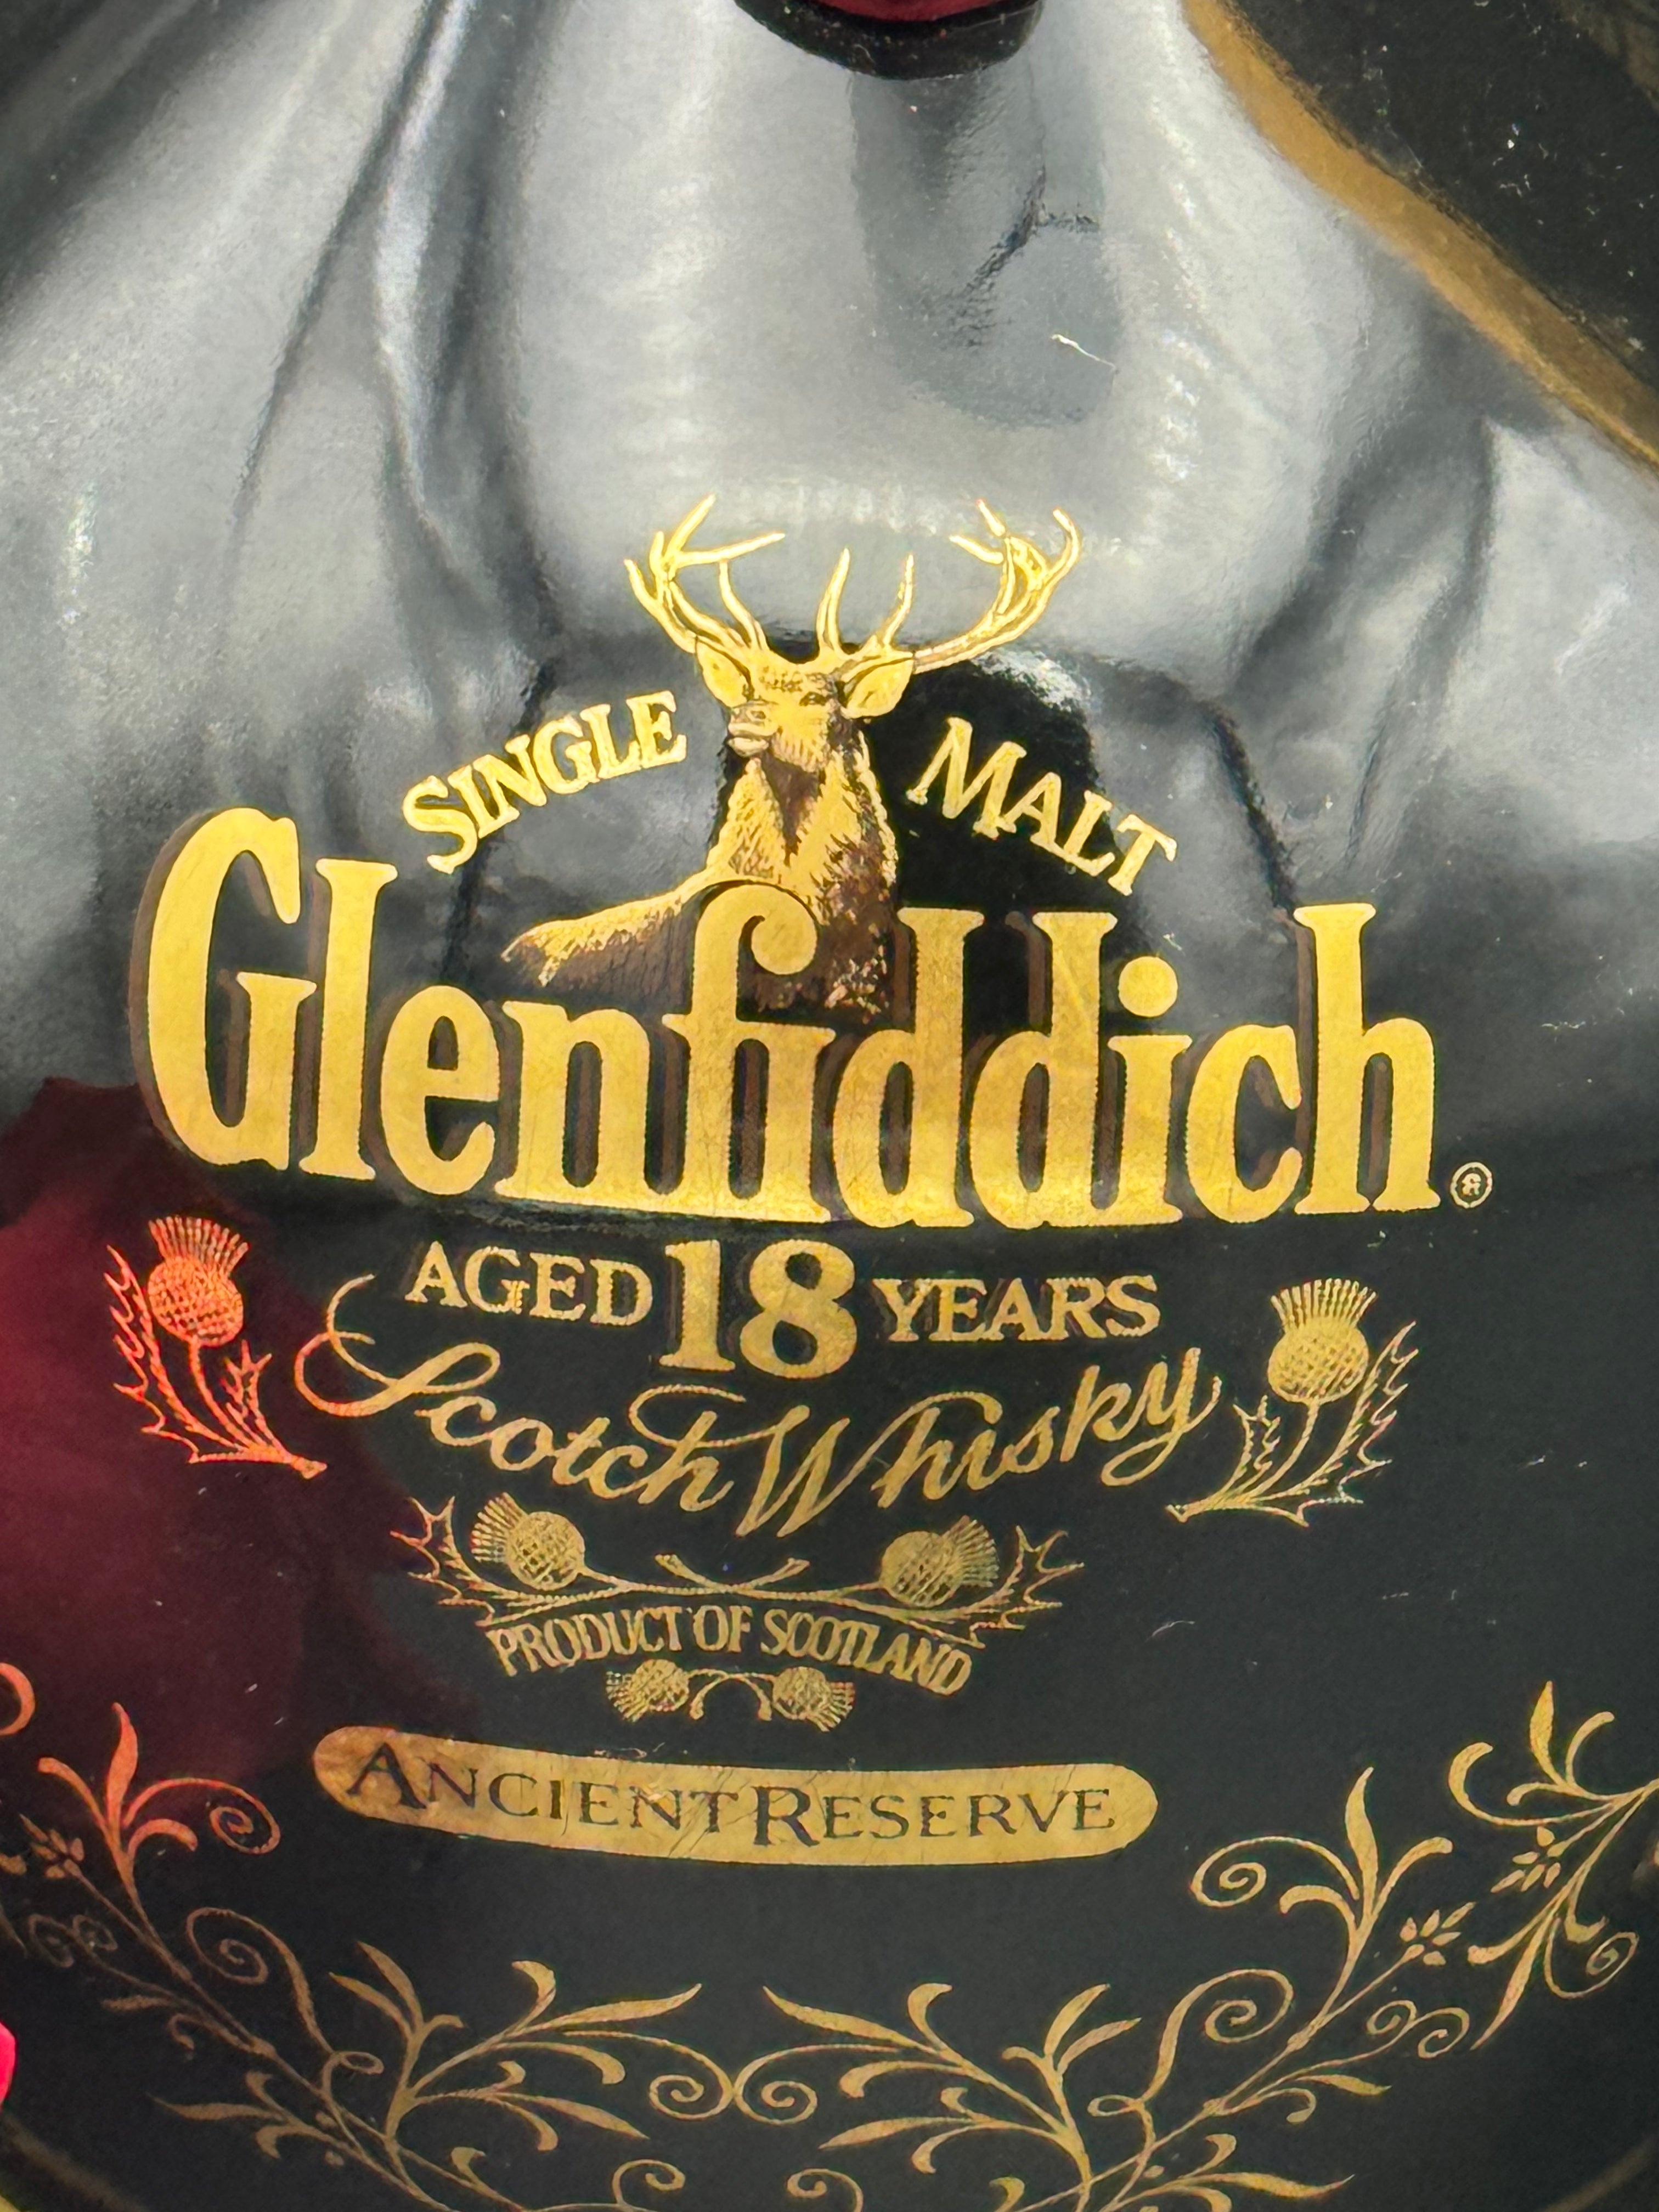 SINGLE MALT
Glenfiddich®
AGED 18 YEARS
Scotch Whisky
PRODUCT OF SCOTLAND
ANCIENT RESERVE